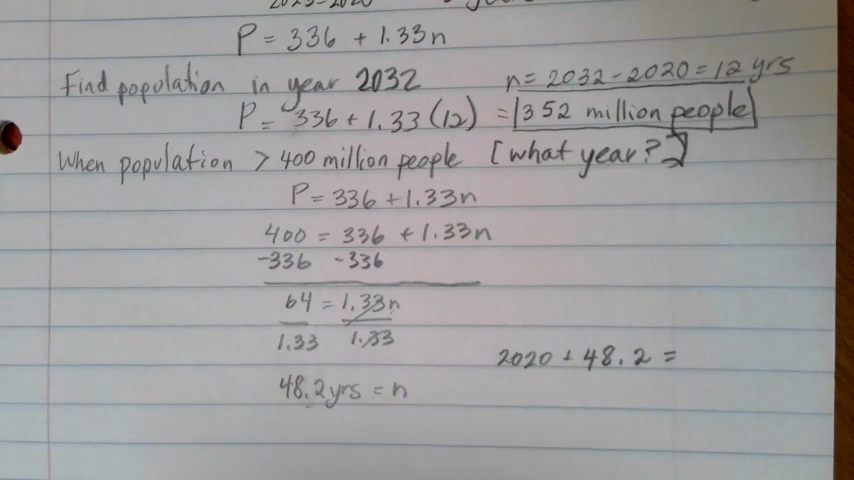 P = 336 + 1.33n
Find population in year 2032 n = 2032 - 2020 = 12 yrs
P = 336 + 1.33 (12) = 352 million people
When population > 400 million people [what year?]
P = 336 + 1.33n
400 = 336 + 1.33n
-336 -336
64 = 1.33n
1.33 1.33
2020 + 48.2 =
48.2 yrs = n